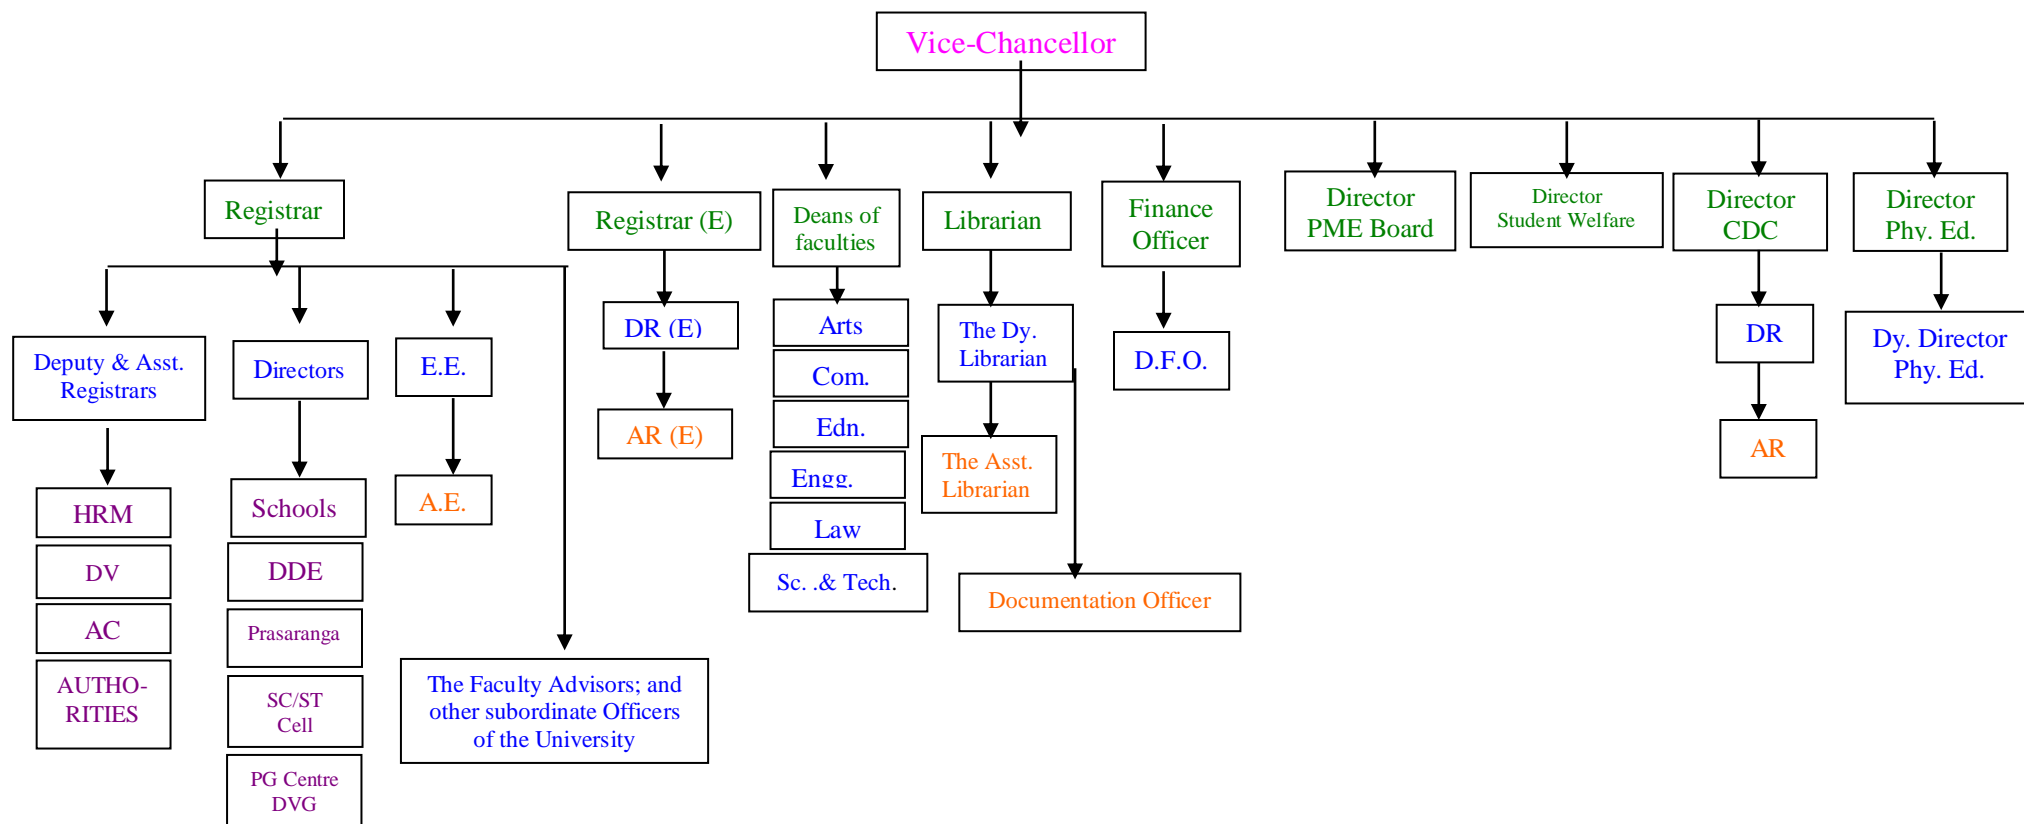 Vice-Chancellor
Registrar
Registrar (E)
Deans of
faculties
Librarian
Finance
Officer
Director
PME Board
Director
Student Welfare
Director
CDC
Director
Phy. Ed.
Deputy & Asst.
Registrars
Directors
E.E.
DR (E)
Arts
Com.
Edn.
Engg.
Law
Sc. .& Tech.
The Dy.
Librarian
D.F.O.
DR
Dy. Director
Phy. Ed.
AR (E)
The Asst.
Librarian
AR
HRM
DV
AC
AUTHO-
RITIES
Schools
DDE
Prasaranga
SC/ST
Cell
PG Centre
DVG
A.E.
Documentation Officer
The Faculty Advisors; and
other subordinate Officers
of the University